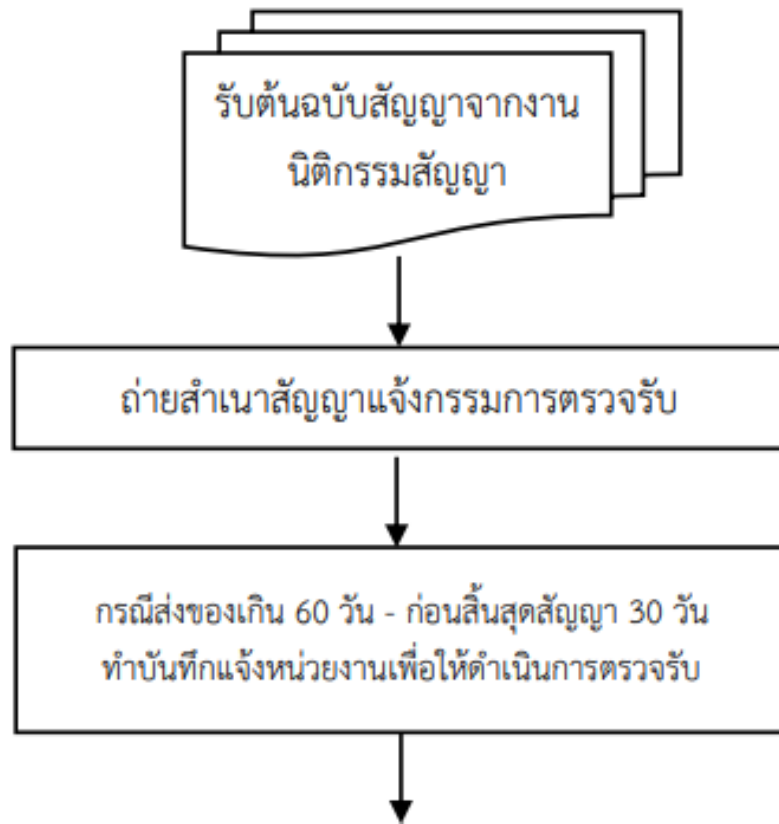 รับต้นฉบับสัญญาจากงาน
นิติกรรมสัญญา
ถ่ายสำเนาสัญญาแจ้งกรรมการตรวจรับ
กรณีส่งของเกิน 60 วัน - ก่อนสิ้นสุดสัญญา 30 วัน
ทำบันทึกแจ้งหน่วยงานเพื่อให้ดำเนินการตรวจรับ